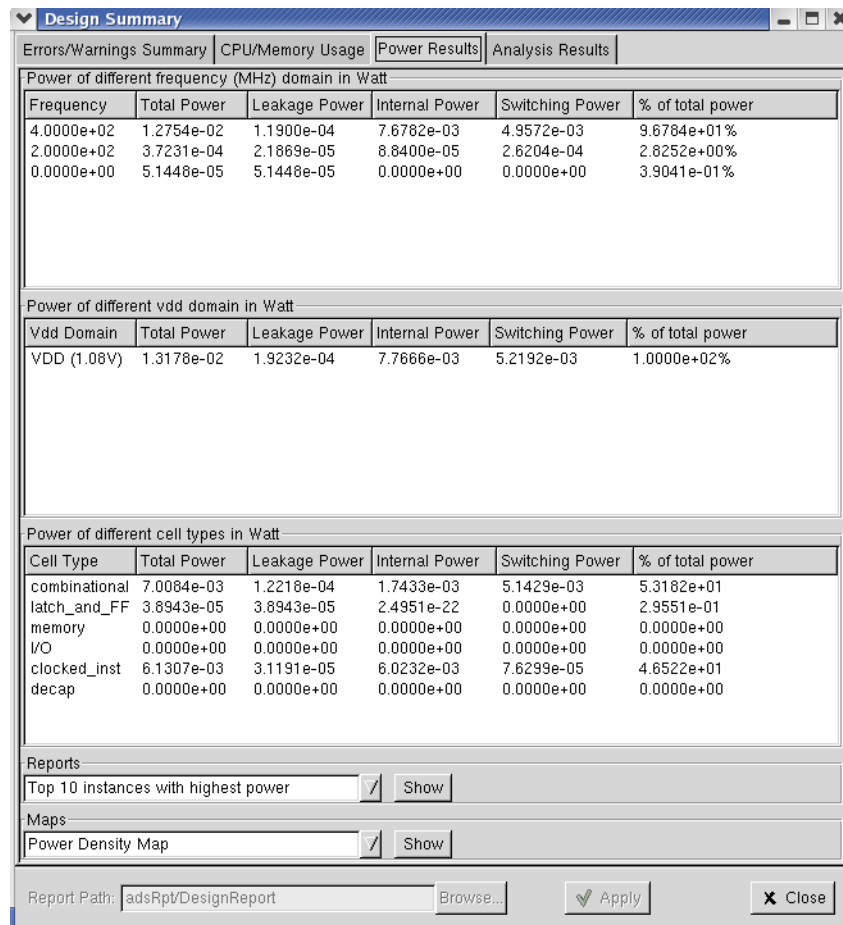 Design Summary
Errors/Warnings Summary CPU/Memory Usage Power Results Analysis Results
Power of different frequency (MHz) domain in Watt
Frequency Total Power Leakage Power Internal Power Switching Power % of total power
4.0000e+02 1.2754e-02 1.1900e-04 7.6782e-03 4.9572e-03 9.6784e+01%
2.0000e+02 3.7231e-04 2.1869e-05 8.8400e-05 2.6204e-04 2.8252e+00%
0.0000e+00 5.1448e-05 5.1448e-05 0.0000e+00 0.0000e+00 3.9041e-01%
Power of different vdd domain in Watt
Vdd Domain Total Power Leakage Power Internal Power Switching Power % of total power
VDD (1.08V) 1.3178e-02 1.9232e-04 7.7666e-03 5.2192e-03 1.0000e+02%
Power of different cell types in Watt
Cell Type Total Power Leakage Power Internal Power Switching Power % of total power
combinational 7.0084e-03 1.2218e-04 1.7433e-03 5.1429e-03 5.3182e+01
latch_and_FF 3.8943e-05 3.8943e-05 2.4951e-22 0.0000e+00 2.9551e-01
memory 0.0000e+00 0.0000e+00 0.0000e+00 0.0000e+00 0.0000e+00
I/O 0.0000e+00 0.0000e+00 0.0000e+00 0.0000e+00 0.0000e+00
clocked_inst 6.1307e-03 3.1191e-05 6.0232e-03 7.6299e-05 4.6522e+01
decap 0.0000e+00 0.0000e+00 0.0000e+00 0.0000e+00 0.0000e+00
Reports
Top 10 instances with highest power Show
Maps
Power Density Map Show
Report Path: adsRpt/DesignReport Browse... Apply Close